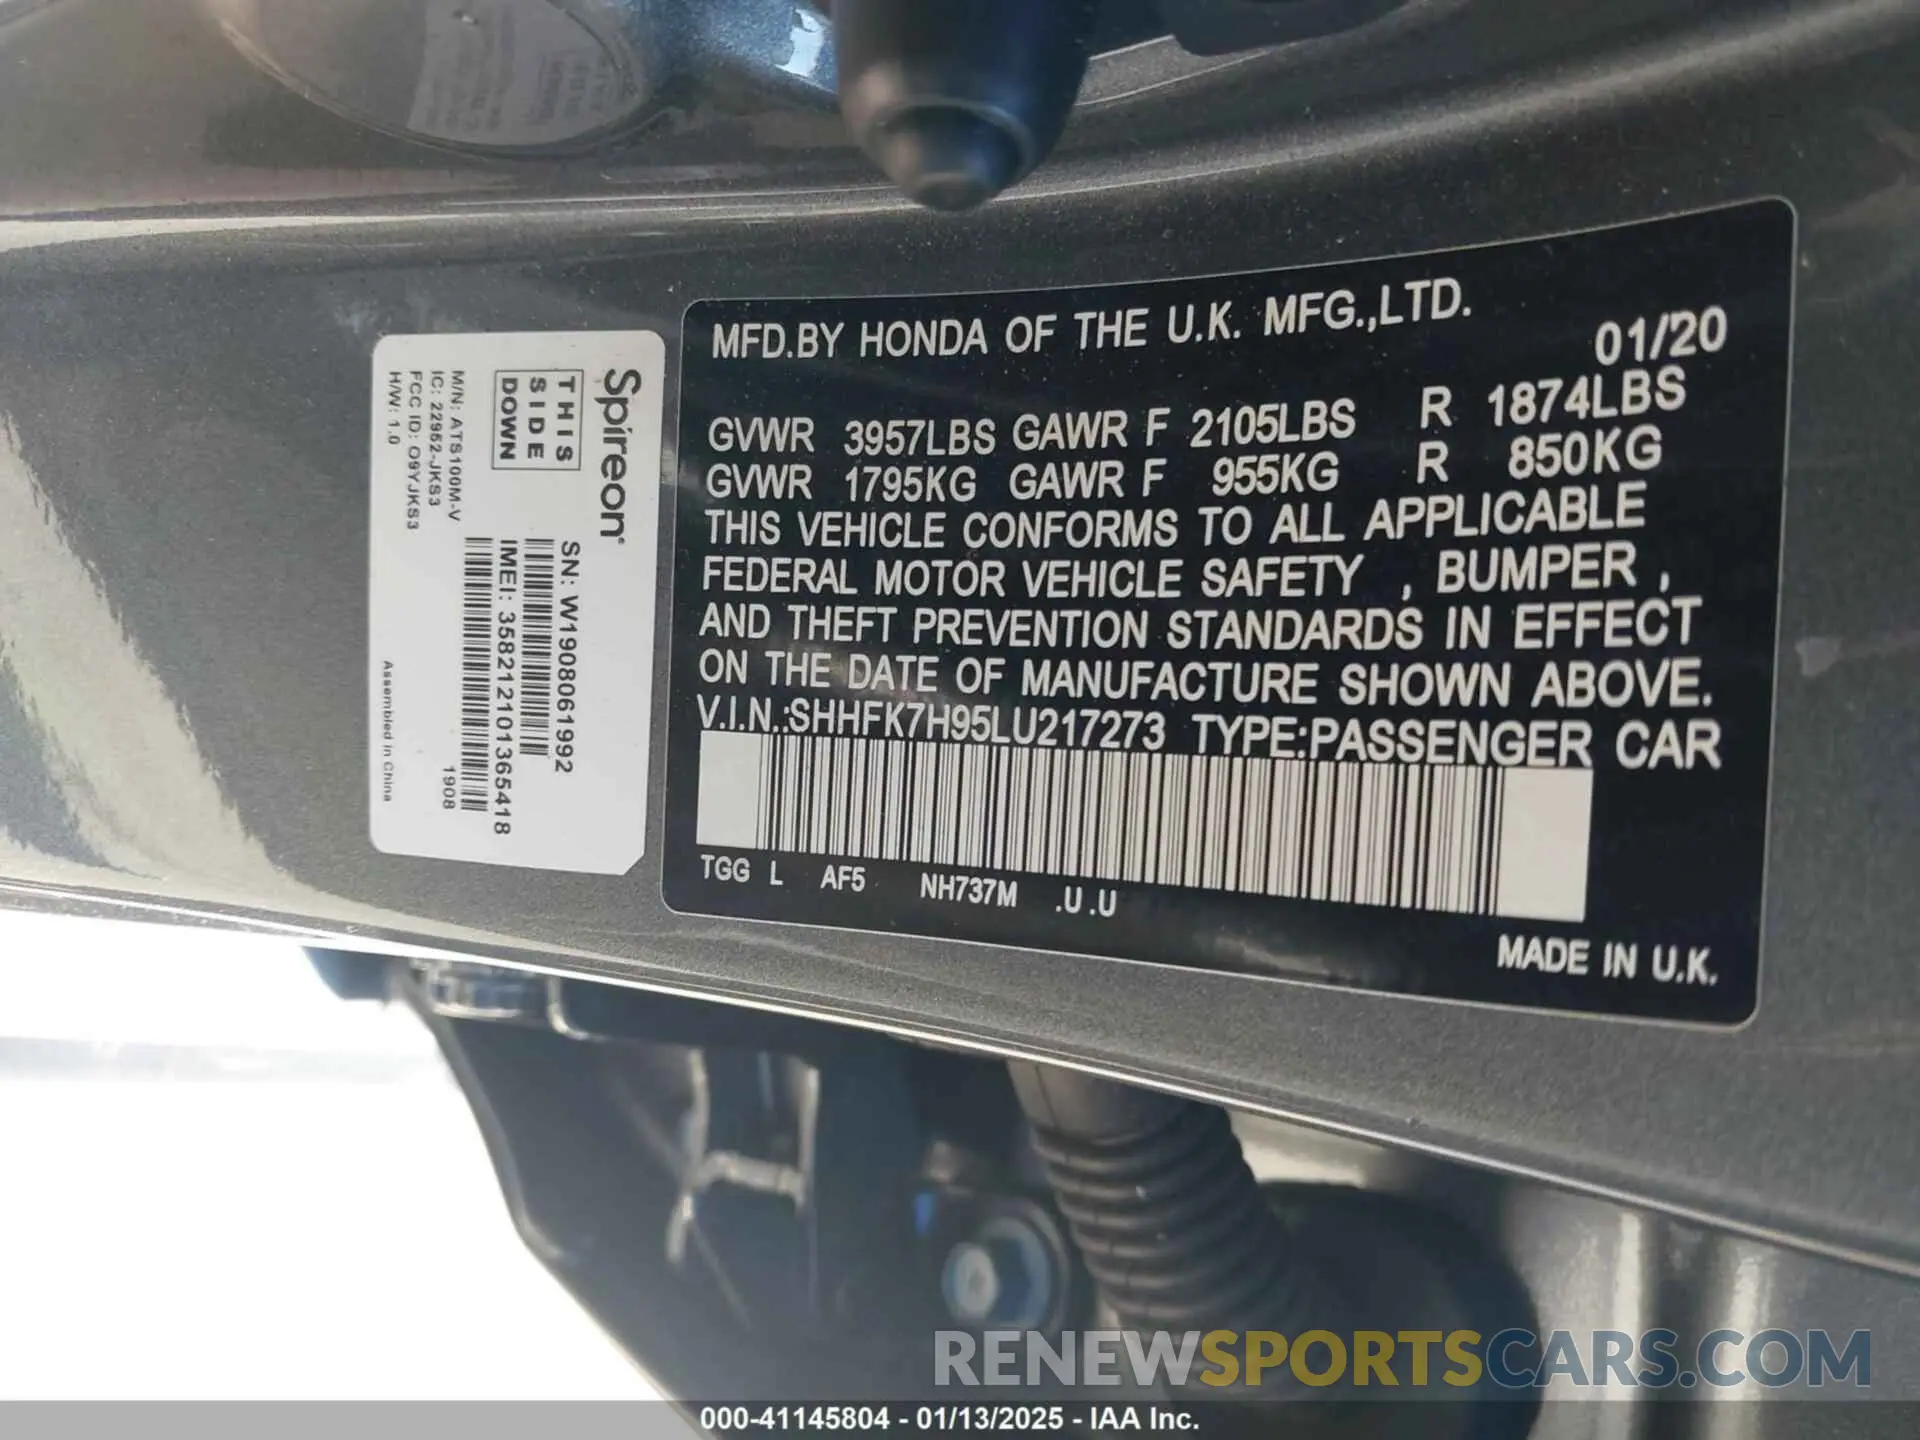 MFD.BY HONDA OF THE U.K. MFG.,LTD.
01/20
GVWR 3957LBS GAWR F 2105LBS R 1874LBS
GVWR 1795KG GAWR F 955KG R 850KG
THIS VEHICLE CONFORMS TO ALL APPLICABLE
FEDERAL MOTOR VEHICLE SAFETY , BUMPER ,
AND THEFT PREVENTION STANDARDS IN EFFECT
ON THE DATE OF MANUFACTURE SHOWN ABOVE.
V.I.N.:SHHFK7H95LU217273 TYPE:PASSENGER CAR
TGG L AF5 NH737M .U.U
MADE IN U.K.
Spireon
THIS
SIDE
DOWN
SN: W1908061992
IMEI: 358212101365418
1908
M/N: ATS100M-V
IC: 22952-JKS3
FCC ID: O9YJKS3
H/W: 1.0
Assembled in China
RENEWSPORTSCARS.COM
000-41145804 - 01/13/2025 - IAA Inc.